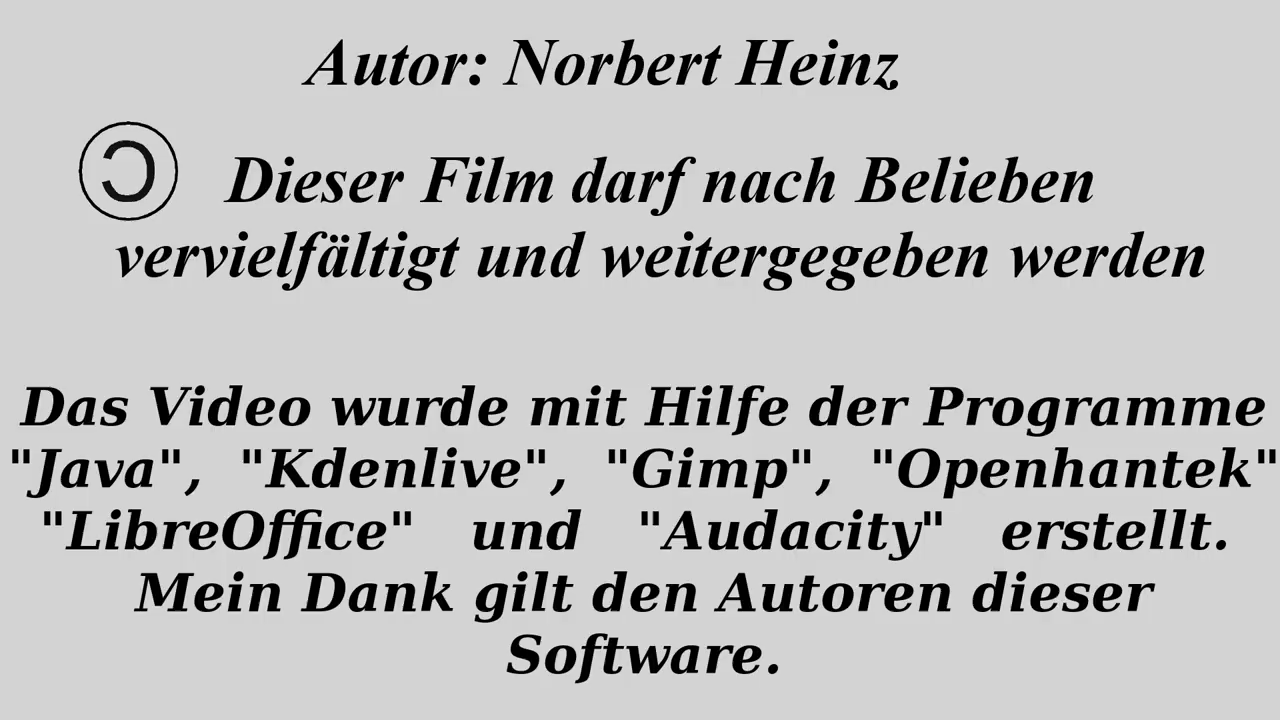 Autor: Norbert Heinz
Dieser Film darf nach Belieben
vervielfältigt und weitergegeben werden
Das Video wurde mit Hilfe der Programme
"Java", "Kdenlive", "Gimp", "Openhantek"
"LibreOffice" und "Audacity" erstellt.
Mein Dank gilt den Autoren dieser
Software.